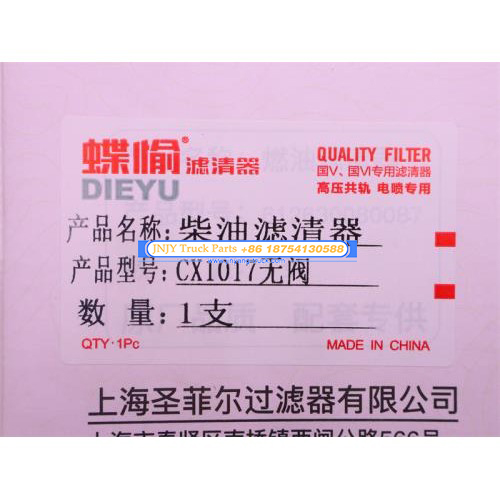 蝶愉® 滤清器
DIEYU
QUALITY FILTER
国Ⅴ、国Ⅵ专用滤清器
高压共轨 电喷专用
产品名称: 柴油滤清器
JNJY Truck Parts +86 18754130588
产品型号: CX1017无阀
数 量: 1支
QTY·1Pc
MADE IN CHINA
上海圣菲尔过滤器有限公司